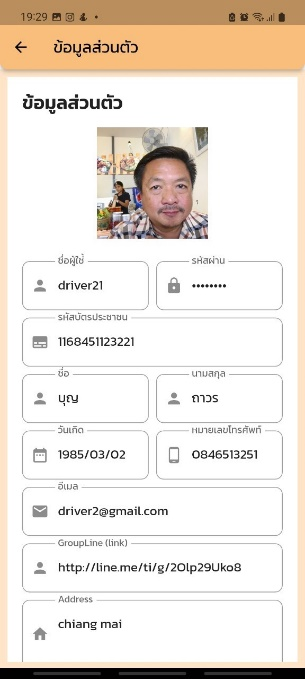 19:29
ข้อมูลส่วนตัว
ข้อมูลส่วนตัว
ชื่อผู้ใช้ รหัสผ่าน
driver21 ••••••••
รหัสบัตรประชาชน
1168451123221
ชื่อ นามสกุล
บุญ ถาวร
วันเกิด หมายเลขโทรศัพท์
1985/03/02 0846513251
อีเมล
driver2@gmail.com
GroupLine (link)
http://line.me/ti/g/2Olp29Uko8
Address
chiang mai